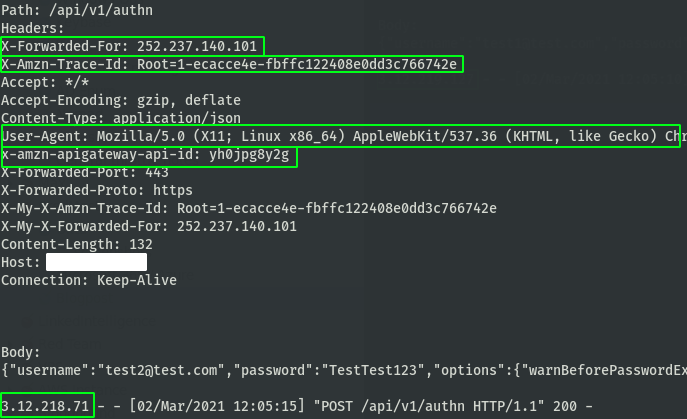 Path: /api/v1/authn
Headers:
X-Forwarded-For: 252.237.140.101
X-Amzn-Trace-Id: Root=1-ecacce4e-fbffc122408e0dd3c766742e
Accept: */*
Accept-Encoding: gzip, deflate
Content-Type: application/json
User-Agent: Mozilla/5.0 (X11; Linux x86_64) AppleWebKit/537.36 (KHTML, like Gecko) Chr
x-amzn-apigateway-api-id: yh0jpg8y2g
X-Forwarded-Port: 443
X-Forwarded-Proto: https
X-My-X-Amzn-Trace-Id: Root=1-ecacce4e-fbffc122408e0dd3c766742e
X-My-X-Forwarded-For: 252.237.140.101
Content-Length: 132
Host:
Connection: Keep-Alive
Body:
{"username":"test2@test.com","password":"TestTest123","options":{"warnBeforePasswordEx
3.12.218.71 - - [02/Mar/2021 12:05:15] "POST /api/v1/authn HTTP/1.1" 200 -